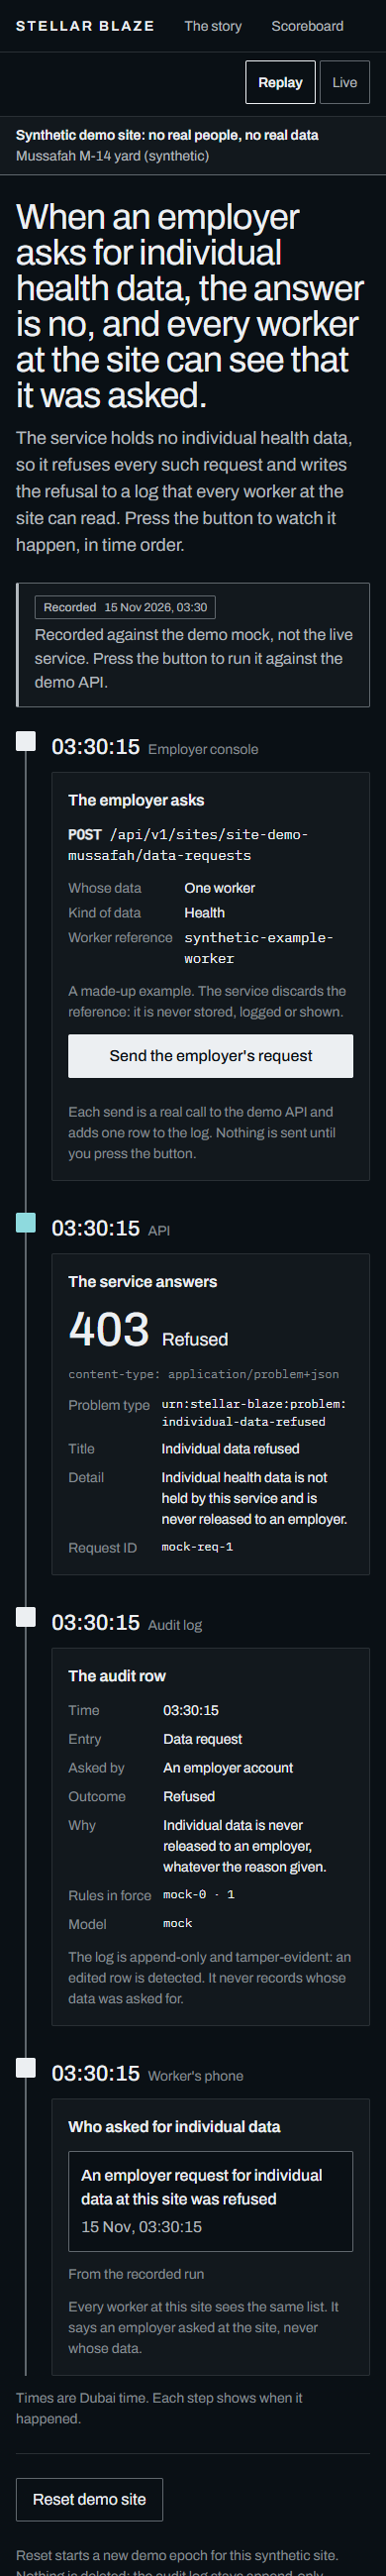 STELLAR BLAZE The story Scoreboard
Replay Live
Synthetic demo site: no real people, no real data
Mussafah M-14 yard (synthetic)
When an employer
asks for individual
health data, the answer
is no, and every worker
at the site can see that
it was asked.
The service holds no individual health data,
so it refuses every such request and writes
the refusal to a log that every worker at the
site can read. Press the button to watch it
happen, in time order.
Recorded 15 Nov 2026, 03:30
Recorded against the demo mock, not the live
service. Press the button to run it against the
demo API.
03:30:15 Employer console
The employer asks
POST /api/v1/sites/site-demo-
mussafah/data-requests
Whose data One worker
Kind of data Health
Worker reference synthetic-example-
worker
A made-up example. The service discards the
reference: it is never stored, logged or shown.
Send the employer's request
Each send is a real call to the demo API and
adds one row to the log. Nothing is sent until
you press the button.
03:30:15 API
The service answers
403 Refused
content-type: application/problem+json
Problem type urn:stellar-blaze:problem:
individual-data-refused
Title Individual data refused
Detail Individual health data is not
held by this service and is
never released to an employer.
Request ID mock-req-1
03:30:15 Audit log
The audit row
Time 03:30:15
Entry Data request
Asked by An employer account
Outcome Refused
Why Individual data is never
released to an employer,
whatever the reason given.
Rules in force mock-0 · 1
Model mock
The log is append-only and tamper-evident: an
edited row is detected. It never records whose
data was asked for.
03:30:15 Worker's phone
Who asked for individual data
An employer request for individual
data at this site was refused
15 Nov, 03:30:15
From the recorded run
Every worker at this site sees the same list. It
says an employer asked at the site, never
whose data.
Times are Dubai time. Each step shows when it
happened.
Reset demo site
Reset starts a new demo epoch for this synthetic site.
Nothing is deleted: the audit log stays append-only